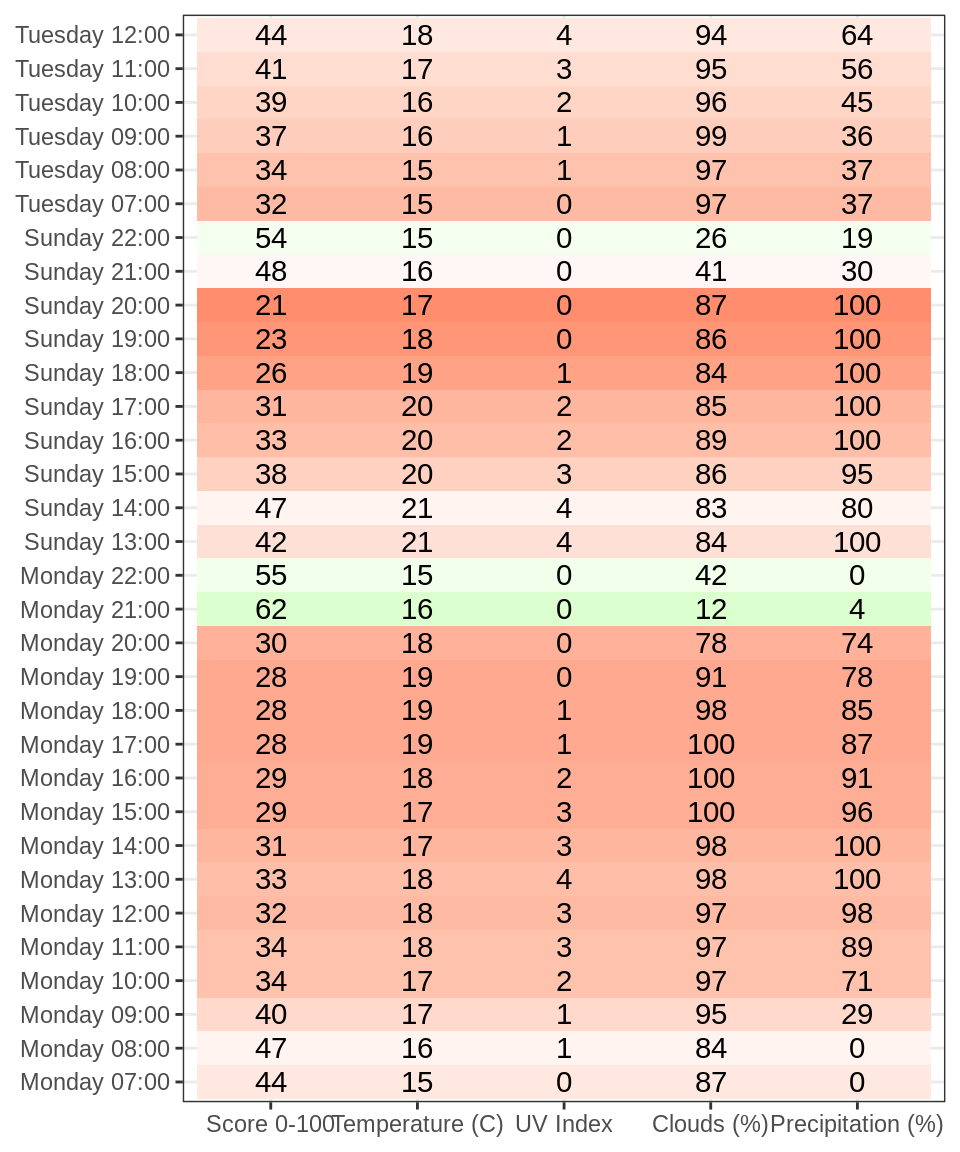 Tuesday 12:00 44 18 4 94 64
Tuesday 11:00 41 17 3 95 56
Tuesday 10:00 39 16 2 96 45
Tuesday 09:00 37 16 1 99 36
Tuesday 08:00 34 15 1 97 37
Tuesday 07:00 32 15 0 97 37
Sunday 22:00 54 15 0 26 19
Sunday 21:00 48 16 0 41 30
Sunday 20:00 21 17 0 87 100
Sunday 19:00 23 18 0 86 100
Sunday 18:00 26 19 1 84 100
Sunday 17:00 31 20 2 85 100
Sunday 16:00 33 20 2 89 100
Sunday 15:00 38 20 3 86 95
Sunday 14:00 47 21 4 83 80
Sunday 13:00 42 21 4 84 100
Monday 22:00 55 15 0 42 0
Monday 21:00 62 16 0 12 4
Monday 20:00 30 18 0 78 74
Monday 19:00 28 19 0 91 78
Monday 18:00 28 19 1 98 85
Monday 17:00 28 19 1 100 87
Monday 16:00 29 18 2 100 91
Monday 15:00 29 17 3 100 96
Monday 14:00 31 17 3 98 100
Monday 13:00 33 18 4 98 100
Monday 12:00 32 18 3 97 98
Monday 11:00 34 18 3 97 89
Monday 10:00 34 17 2 97 71
Monday 09:00 40 17 1 95 29
Monday 08:00 47 16 1 84 0
Monday 07:00 44 15 0 87 0
Score 0-100 Temperature (C) UV Index Clouds (%) Precipitation (%)